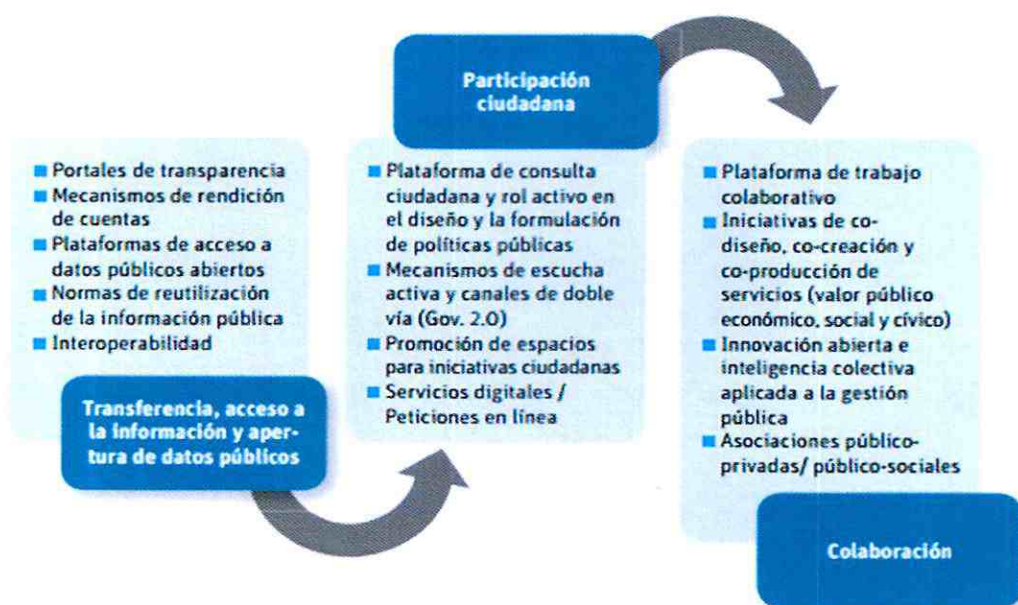 ■ Portales de transparencia
■ Mecanismos de rendición
de cuentas
■ Plataformas de acceso a
datos públicos abiertos
■ Normas de reutilización
de la información pública
■ Interoperabilidad
Transferencia, acceso a
la información y aper-
tura de datos públicos
Participación
ciudadana
■ Plataforma de consulta
ciudadana y rol activo en
el diseño y la formulación
de políticas públicas
■ Mecanismos de escucha
activa y canales de doble
vía (Gov. 2.0)
■ Promoción de espacios
para iniciativas ciudadanas
■ Servicios digitales /
Peticiones en línea
■ Plataforma de trabajo
colaborativo
■ Iniciativas de co-
diseño, co-creación y
co-producción de
servicios (valor público
económico, social y cívico)
■ Innovación abierta e
inteligencia colectiva
aplicada a la gestión
pública
■ Asociaciones público-
privadas/ público-sociales
Colaboración